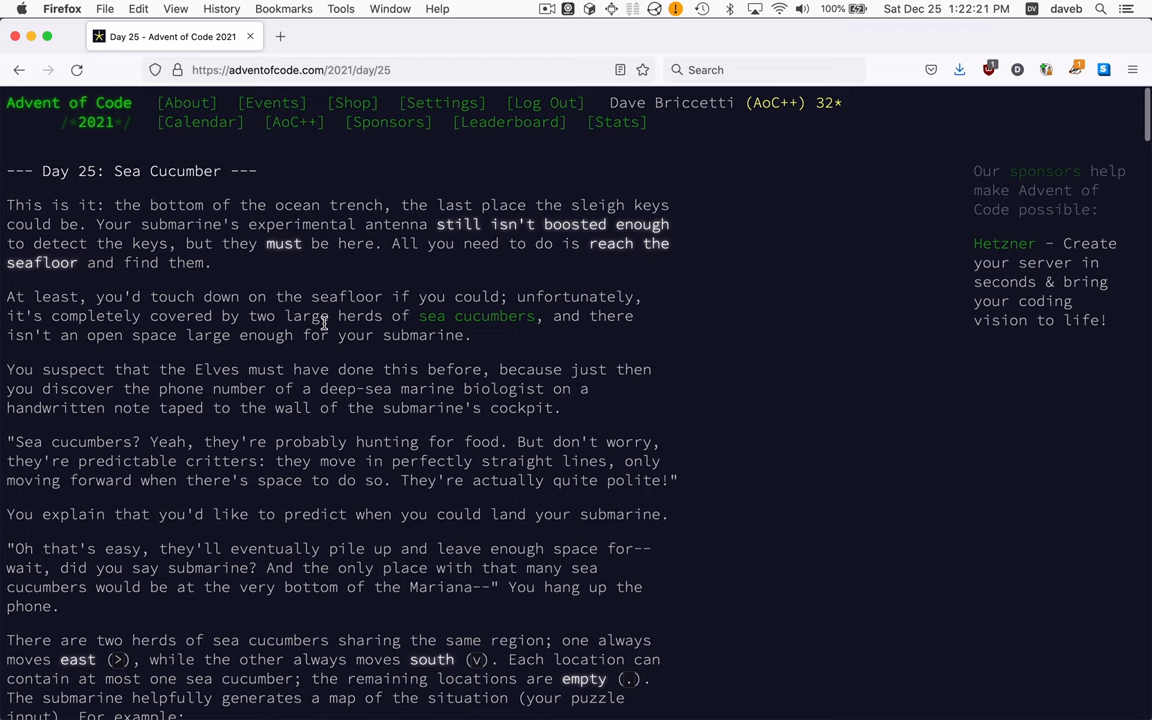 Firefox File Edit View History Bookmarks Tools Window Help 100% Sat Dec 25 1:22:21 PM DV daveb
Day 25 - Advent of Code 2021
https://adventofcode.com/2021/day/25 Search 1 1
Advent of Code [About] [Events] [Shop] [Settings] [Log Out] Dave Briccetti (AoC++) 32*
/*2021*/ [Calendar] [AoC++] [Sponsors] [Leaderboard] [Stats]
--- Day 25: Sea Cucumber ---
This is it: the bottom of the ocean trench, the last place the sleigh keys
could be. Your submarine's experimental antenna still isn't boosted enough
to detect the keys, but they must be here. All you need to do is reach the
seafloor and find them.
At least, you'd touch down on the seafloor if you could; unfortunately,
it's completely covered by two large herds of sea cucumbers, and there
isn't an open space large enough for your submarine.
You suspect that the Elves must have done this before, because just then
you discover the phone number of a deep-sea marine biologist on a
handwritten note taped to the wall of the submarine's cockpit.
"Sea cucumbers? Yeah, they're probably hunting for food. But don't worry,
they're predictable critters: they move in perfectly straight lines, only
moving forward when there's space to do so. They're actually quite polite!"
You explain that you'd like to predict when you could land your submarine.
"Oh that's easy, they'll eventually pile up and leave enough space for--
wait, did you say submarine? And the only place with that many sea
cucumbers would be at the very bottom of the Mariana--" You hang up the
phone.
There are two herds of sea cucumbers sharing the same region; one always
moves east (>), while the other always moves south (v). Each location can
contain at most one sea cucumber; the remaining locations are empty (.).
The submarine helpfully generates a map of the situation (your puzzle
input). For example:
Our sponsors help
make Advent of
Code possible:
Hetzner - Create
your server in
seconds & bring
your coding
vision to life!